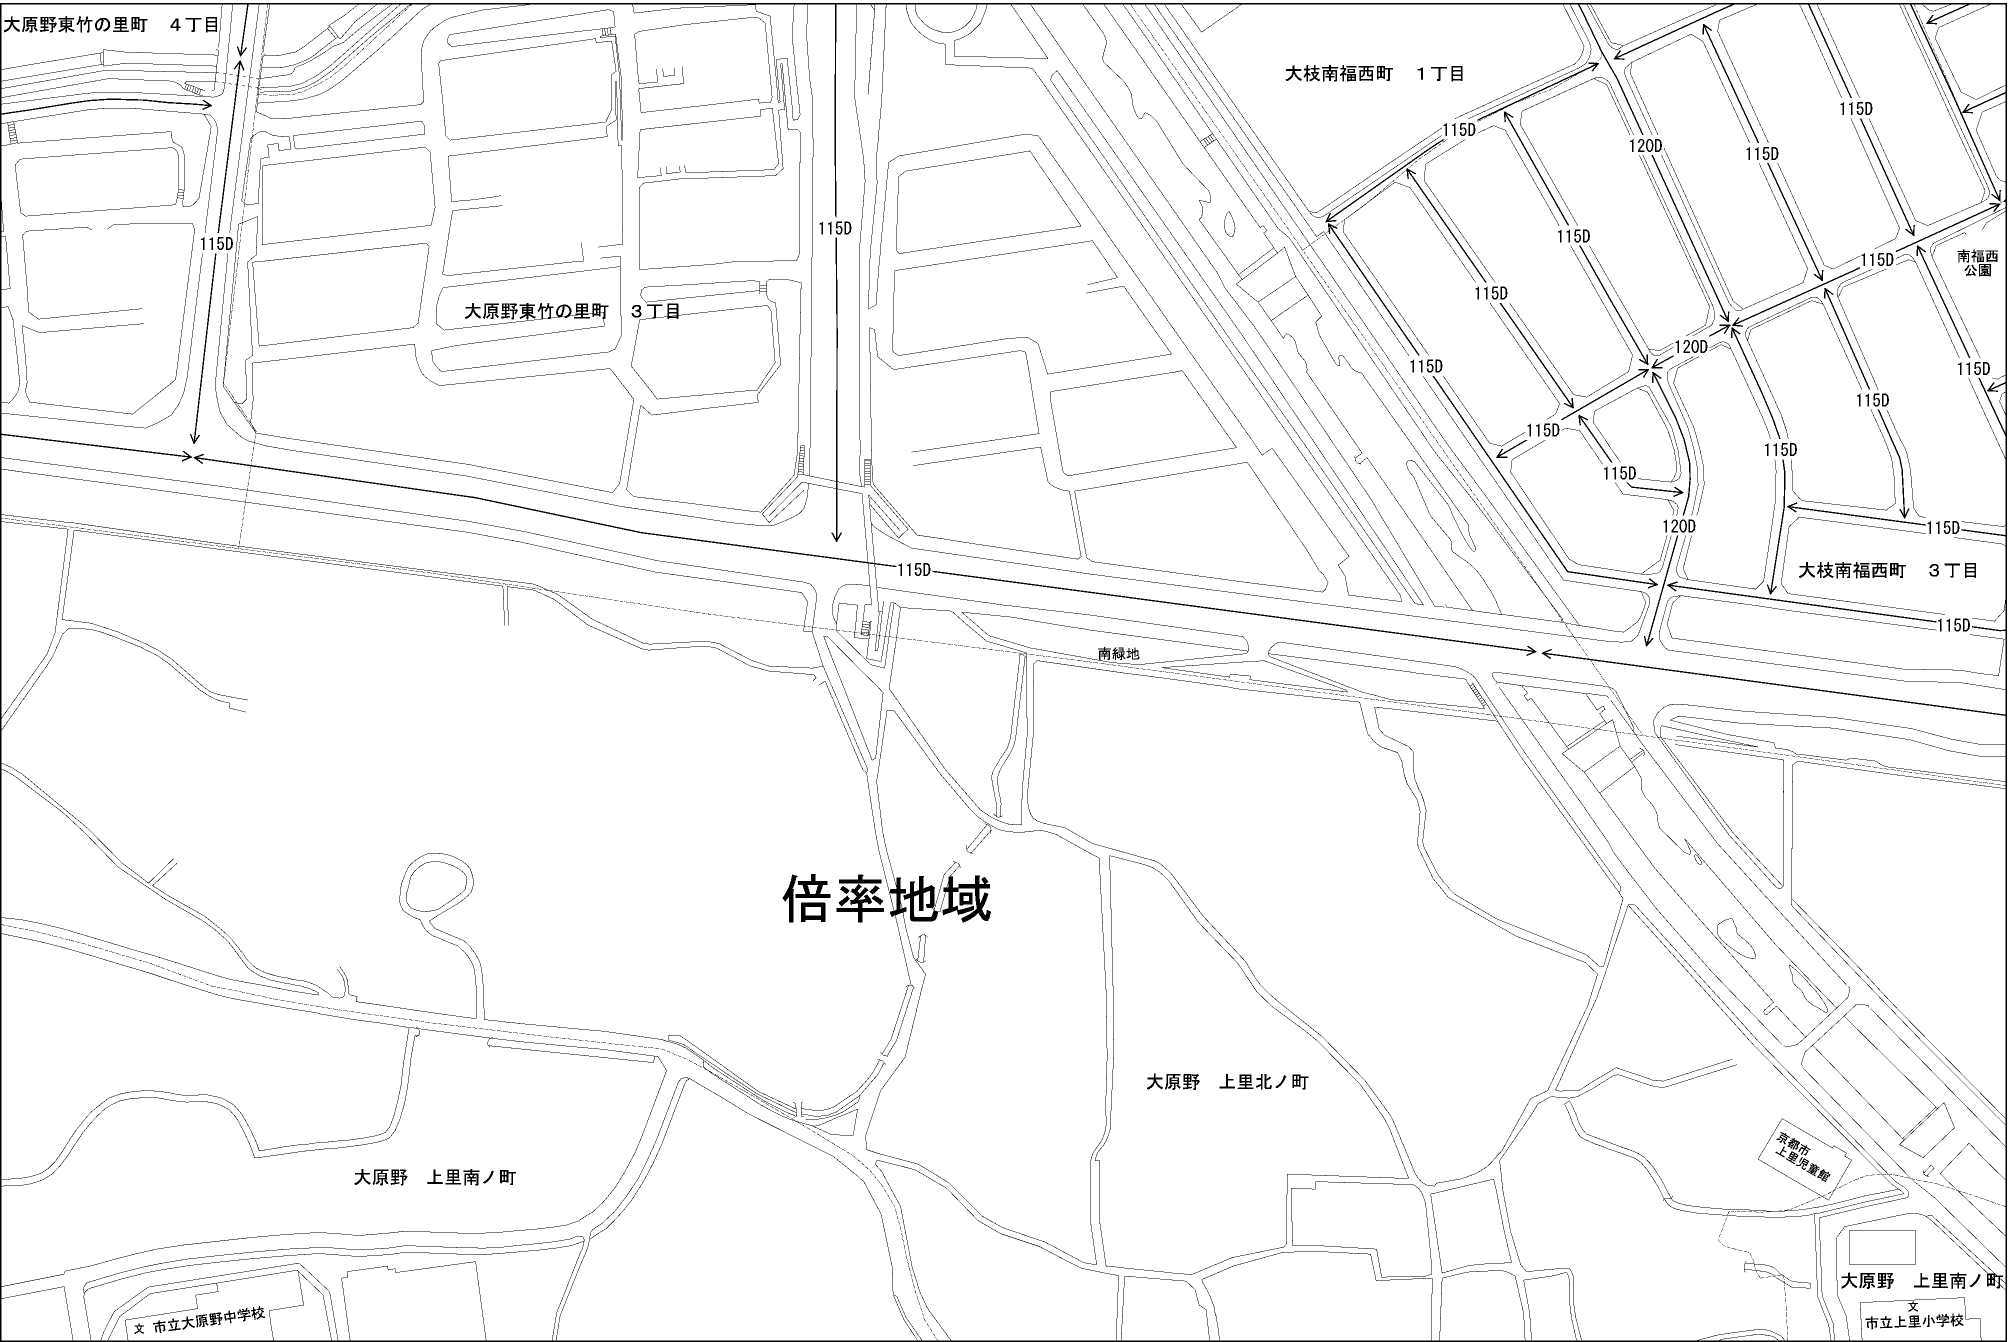 大原野東竹の里町　４丁目
大枝南福西町　１丁目
115D
115D
120D
115D
115D
115D
115D
115D
南福西
公園
115D
115D
大原野東竹の里町　３丁目
120D
115D
115D
115D
115D
115D
115D
120D
115D
115D
大枝南福西町　３丁目
115D
南緑地
倍率地域
大原野　上里北ノ町
京都市
上里児童館
大原野　上里南ノ町
大原野　上里南ノ町
文
市立上里小学校
文 市立大原野中学校